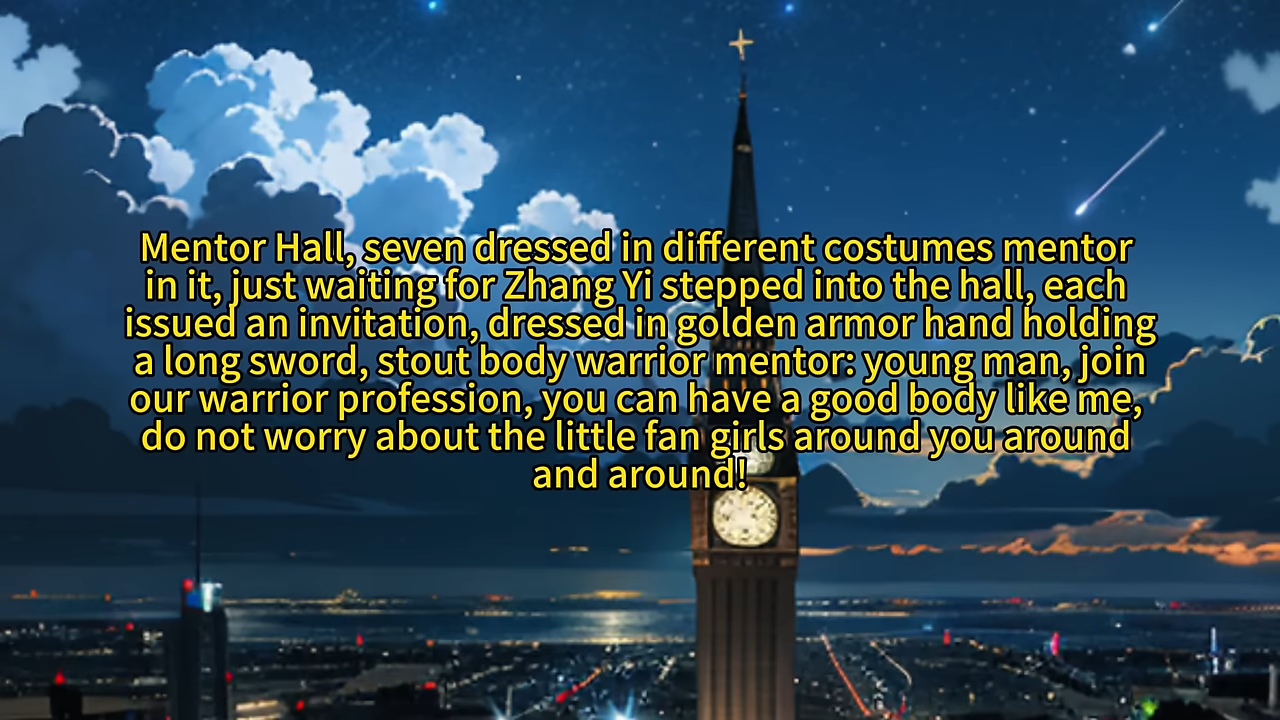 Mentor Hall, seven dressed in different costumes mentor
in it, just waiting for Zhang Yi stepped into the hall, each
issued an invitation, dressed in golden armor hand holding
a long sword, stout body warrior mentor: young man, join
our warrior profession, you can have a good body like me,
do not worry about the little fan girls around you around
and around!